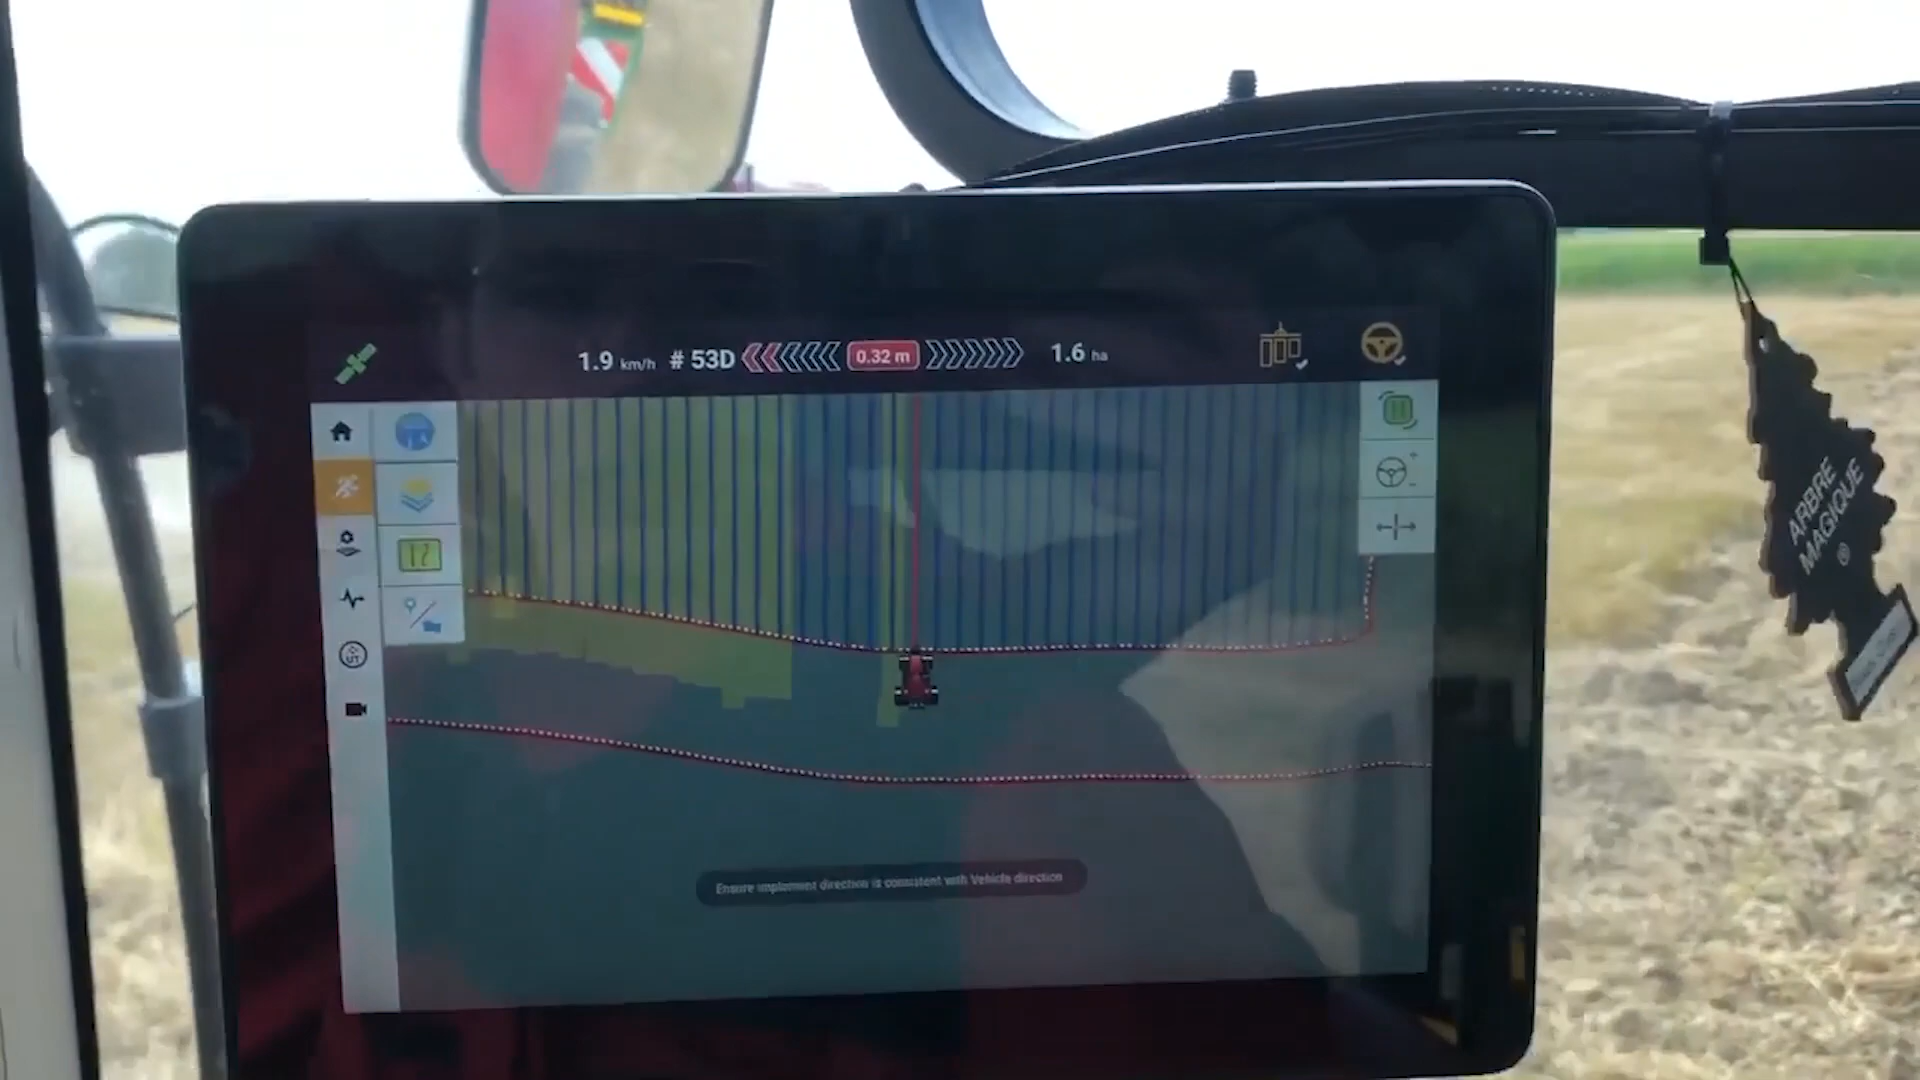 1.9 km/h # 53D 0.32 m 1.6 ha
UT
Ensure implement direction is consistent with Vehicle direction
ARBRE
MAGIQUE
®